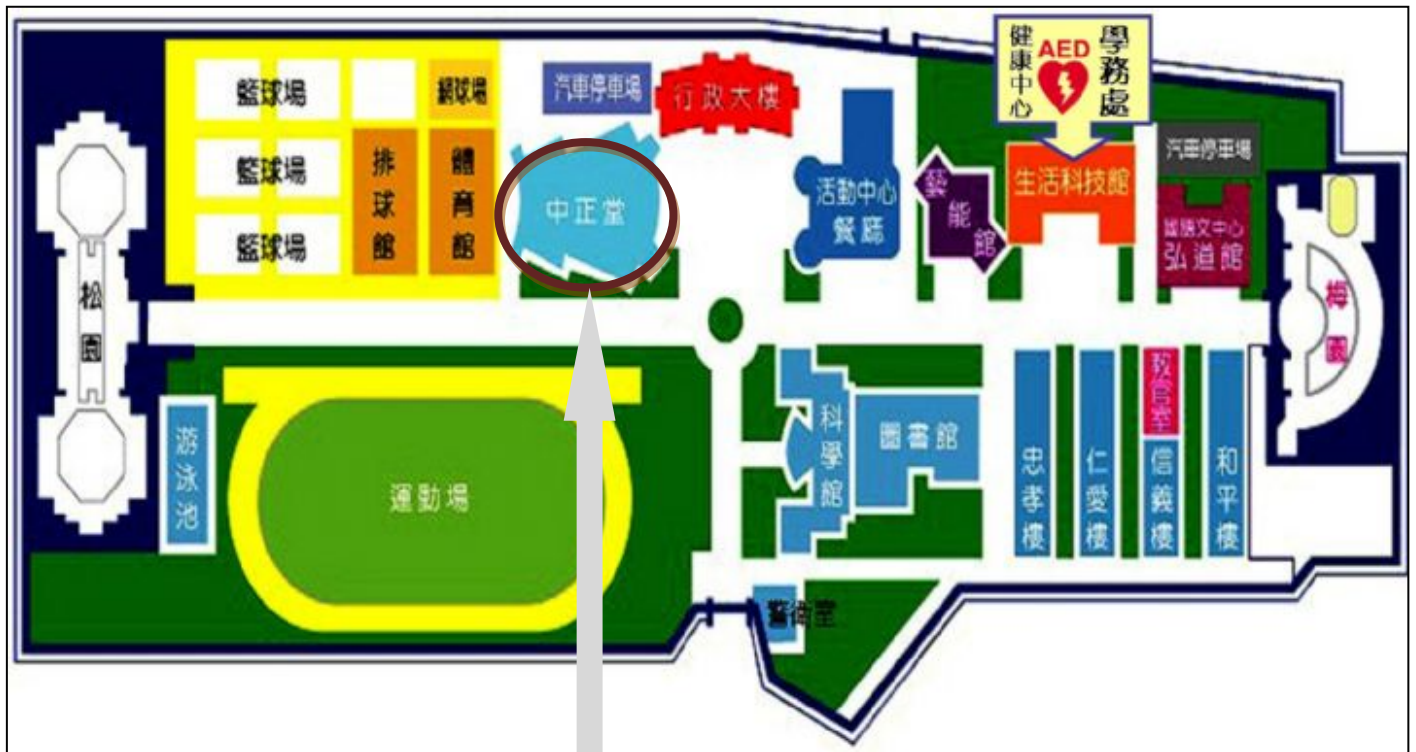 健康中心
AED
學務處
籃球場
網球場
汽車停車場
行政大樓
籃球場
排球館
體育館
中正堂
活動中心
餐廳
藝能館
生活科技館
汽車停車場
弘道館
籃球場
松園
梅園
游泳池
運動場
科學館
圖書館
忠孝樓
仁愛樓
教官室
信義樓
和平樓
警衛室